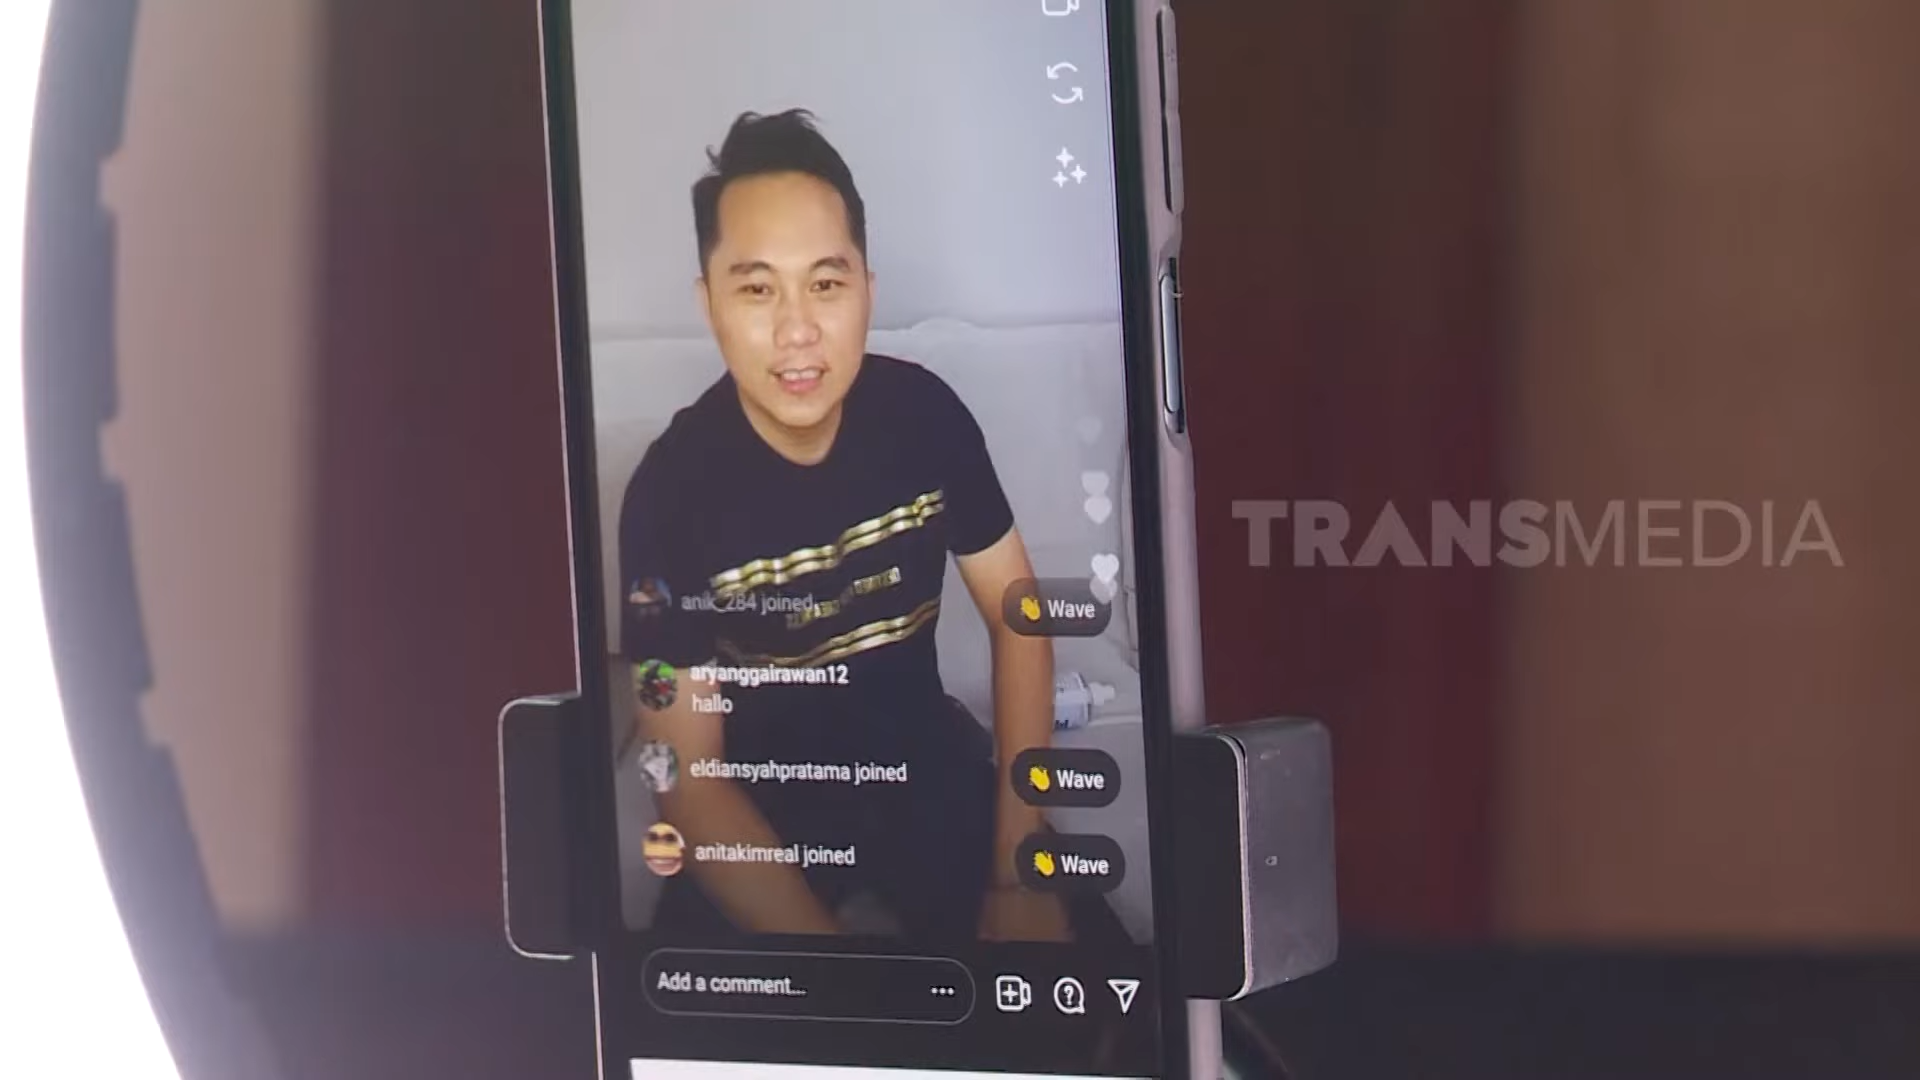 TRANSMEDIA
anik_284 joined
Wave
aryanggairawan12
hallo
eldiansyahpratama joined
Wave
anitakimreal joined
Wave
Add a comment...